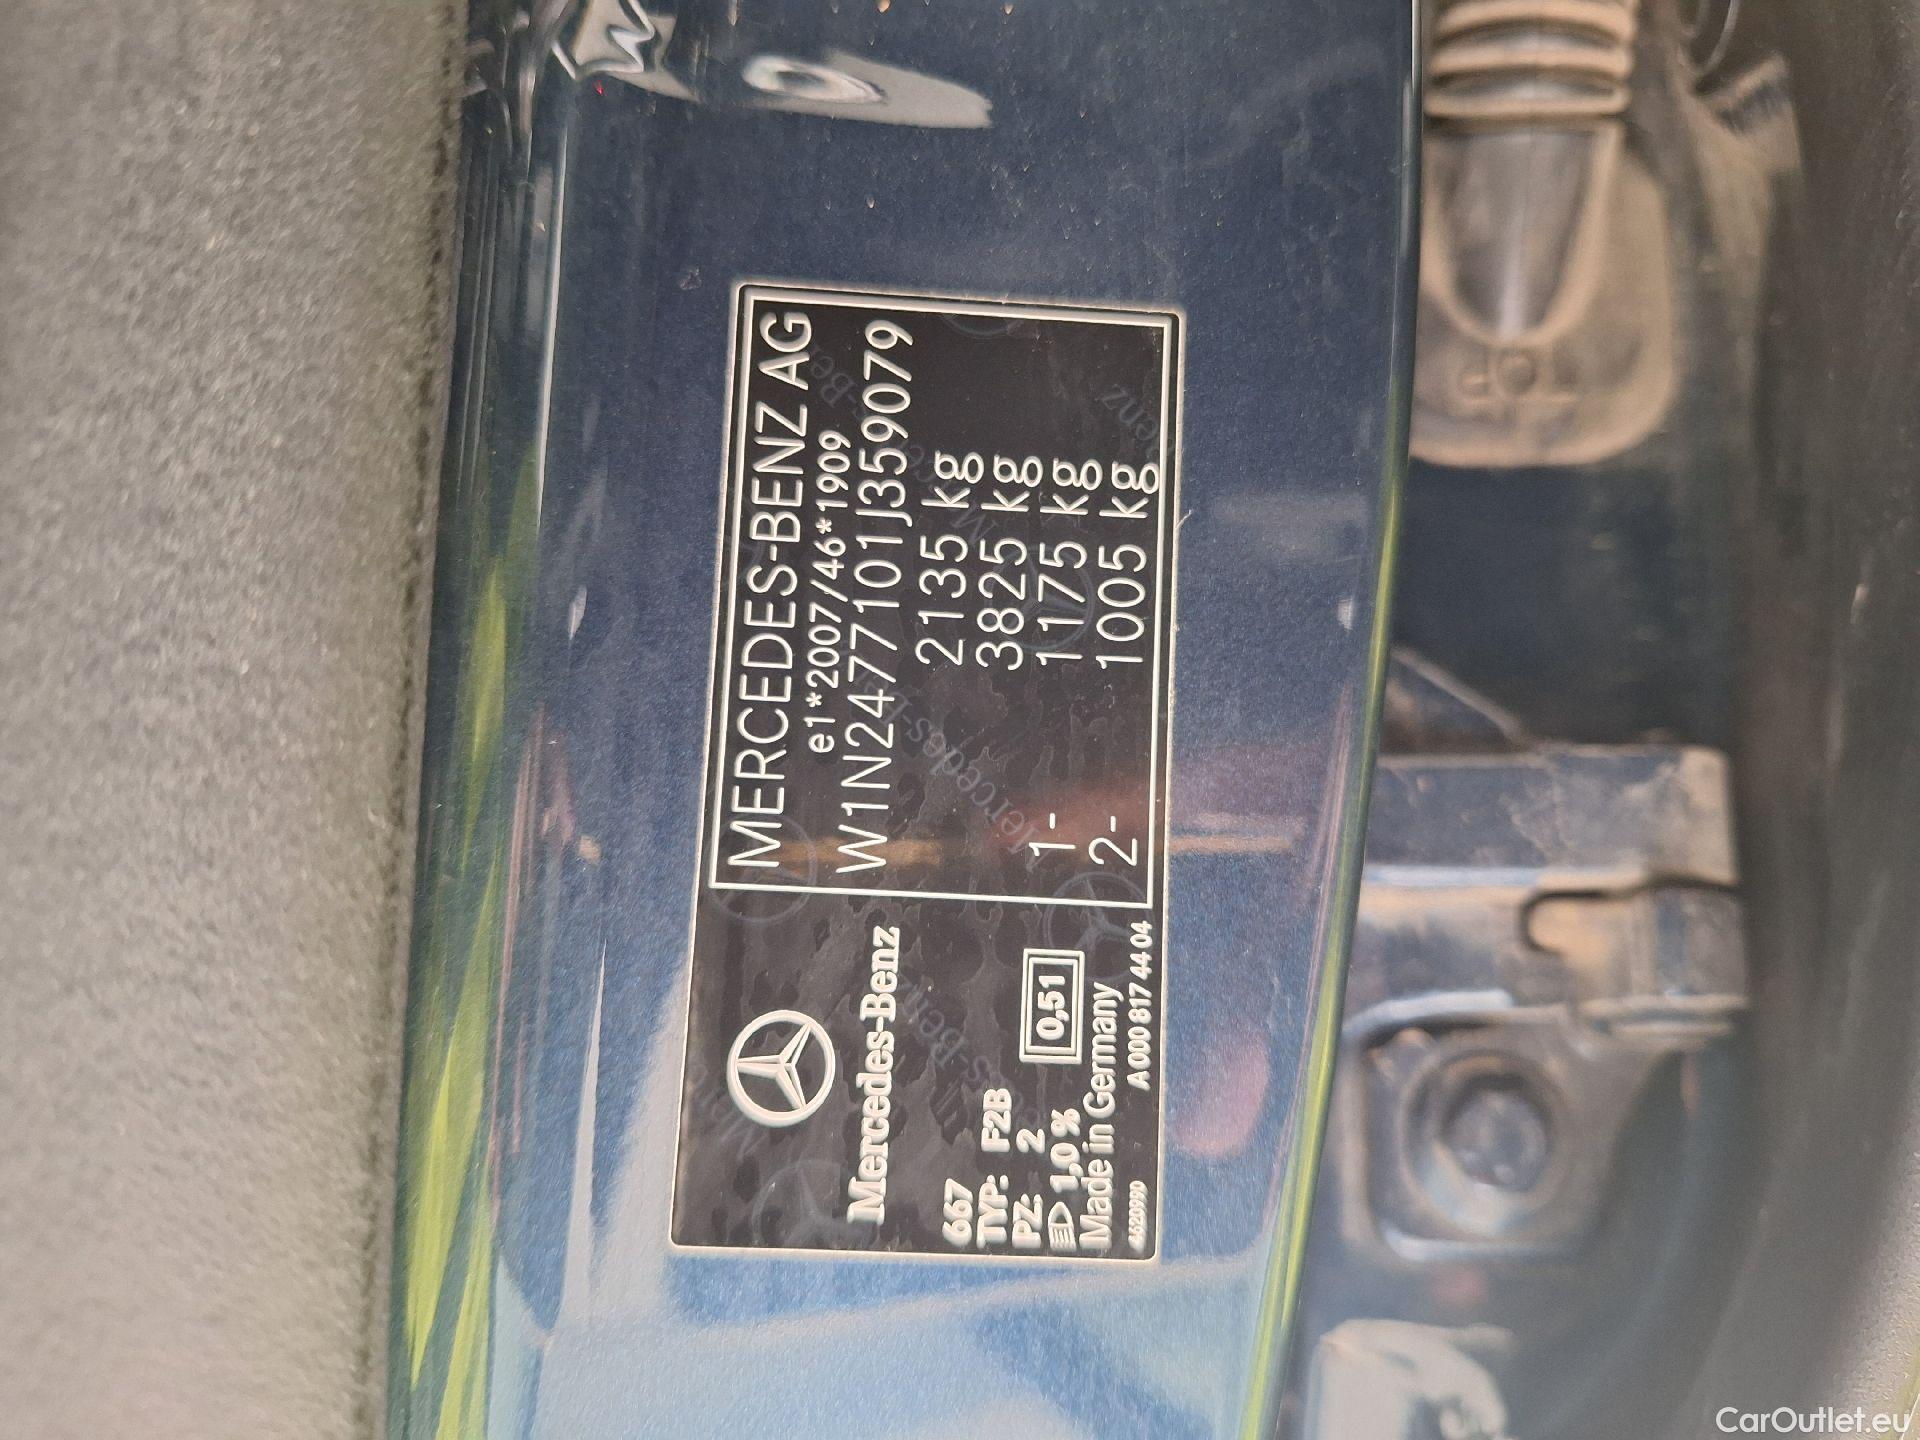 MERCEDES-BENZ AG
e1*2007/46*1909
W1N2477101J359079
2135 kg
3825 kg
1- 1175 kg
2- 1005 kg
Mercedes-Benz
667
TYP: F2B
PZ: 2
1,0 % 0,51
Made in Germany
4620990 A 000 817 44 04
TOP
CarOutlet.eu